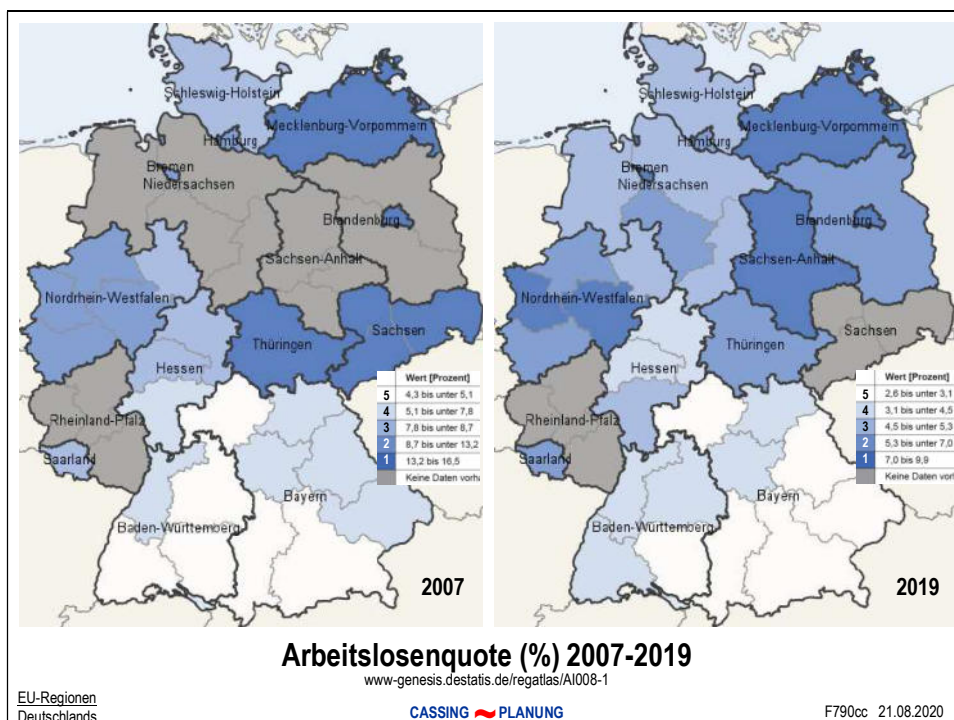 Schleswig-Holstein
Mecklenburg-Vorpommern
Hamburg
Bremen
Niedersachsen
Brandenburg
Sachsen-Anhalt
Nordrhein-Westfalen
Sachsen
Thüringen
Hessen
Rheinland-Pfalz
Saarland
Bayern
Baden-Württemberg
Wert [Prozent]
5 4,3 bis unter 5,1
4 5,1 bis unter 7,8
3 7,8 bis unter 8,7
2 8,7 bis unter 13,2
1 13,2 bis 16,5
Keine Daten vorh
2007
Schleswig-Holstein
Mecklenburg-Vorpommern
Hamburg
Bremen
Niedersachsen
Brandenburg
Sachsen-Anhalt
Nordrhein-Westfalen
Sachsen
Thüringen
Hessen
Rheinland-Pfalz
Saarland
Bayern
Baden-Württemberg
Wert [Prozent]
5 2,6 bis unter 3,1
4 3,1 bis unter 4,5
3 4,5 bis unter 5,3
2 5,3 bis unter 7,0
1 7,0 bis 9,9
Keine Daten vorh
2019
Arbeitslosenquote (%) 2007-2019
www-genesis.destatis.de/regatlas/AI008-1
EU-Regionen
Deutschlands
CASSING PLANUNG
F790cc 21.08.2020